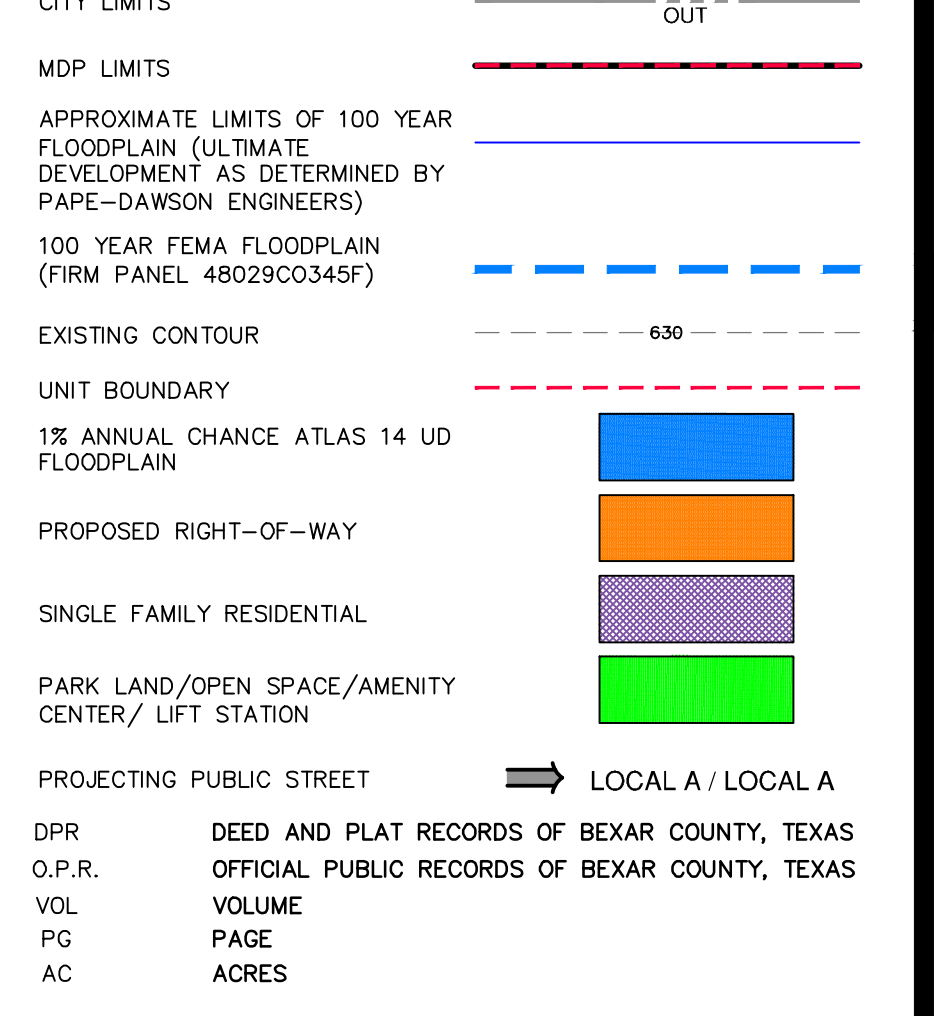 CITY LIMITS
OUT
MDP LIMITS
APPROXIMATE LIMITS OF 100 YEAR
FLOODPLAIN (ULTIMATE
DEVELOPMENT AS DETERMINED BY
PAPE-DAWSON ENGINEERS)
100 YEAR FEMA FLOODPLAIN
(FIRM PANEL 48029C0345F)
EXISTING CONTOUR
630
UNIT BOUNDARY
1% ANNUAL CHANCE ATLAS 14 UD
FLOODPLAIN
PROPOSED RIGHT-OF-WAY
SINGLE FAMILY RESIDENTIAL
PARK LAND/OPEN SPACE/AMENITY
CENTER/ LIFT STATION
PROJECTING PUBLIC STREET LOCAL A / LOCAL A
DPR DEED AND PLAT RECORDS OF BEXAR COUNTY, TEXAS
O.P.R. OFFICIAL PUBLIC RECORDS OF BEXAR COUNTY, TEXAS
VOL VOLUME
PG PAGE
AC ACRES